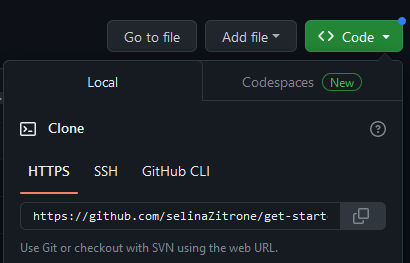 Go to file Add file <> Code
Local Codespaces New
Clone
HTTPS SSH GitHub CLI
https://github.com/selinaZitrone/get-start
Use Git or checkout with SVN using the web URL.